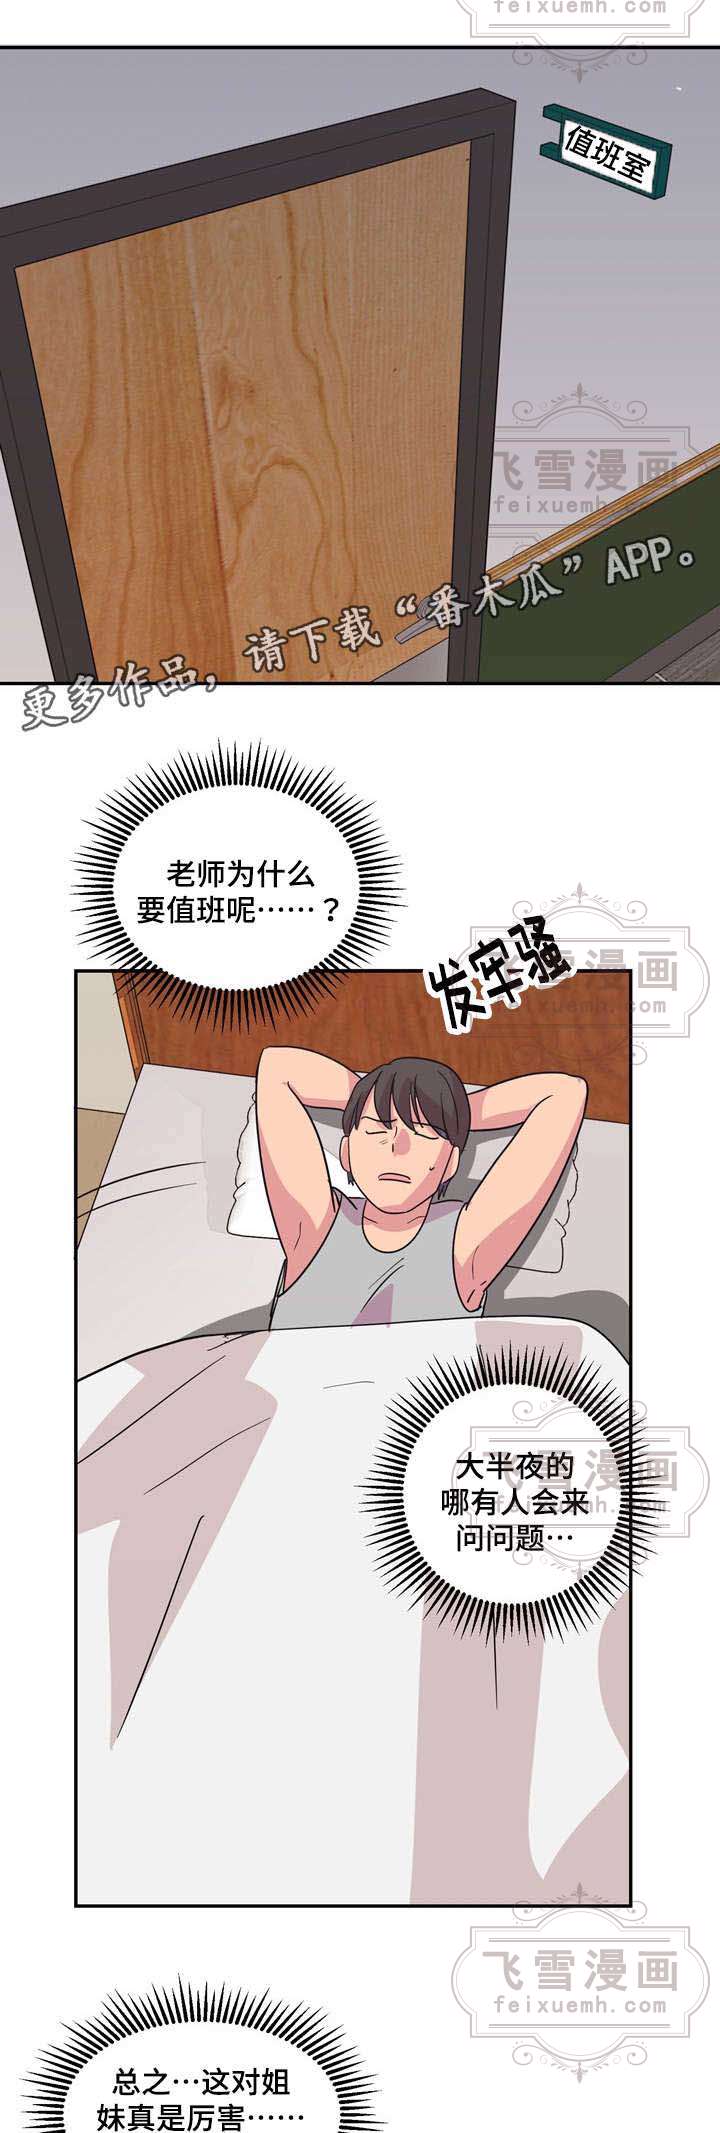 feixuemh.com
值班室
飞雪漫画
feixuemh.com
更多作品，请下载“番木瓜”APP。
老师为什么
要值班呢……？
发牢骚
飞雪漫画
feixuemh.com
大半夜的
哪有人会来
问问题…
飞雪漫画
feixuemh.com
飞雪漫画
feixuemh.com
总之…这对姐
妹真是厉害……